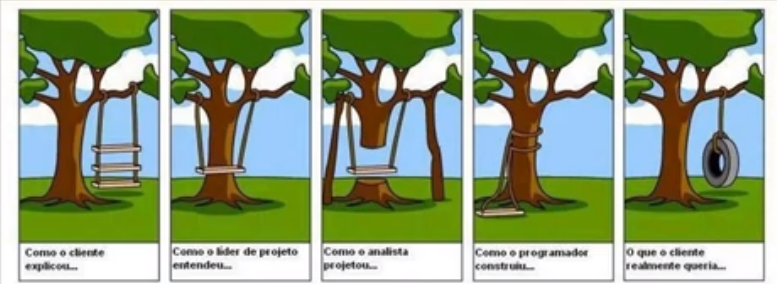 Como o cliente
explicou...
Como o líder de projeto
entendeu...
Como o analista
projetou...
Como o programador
construiu...
O que o cliente
realmente queria...